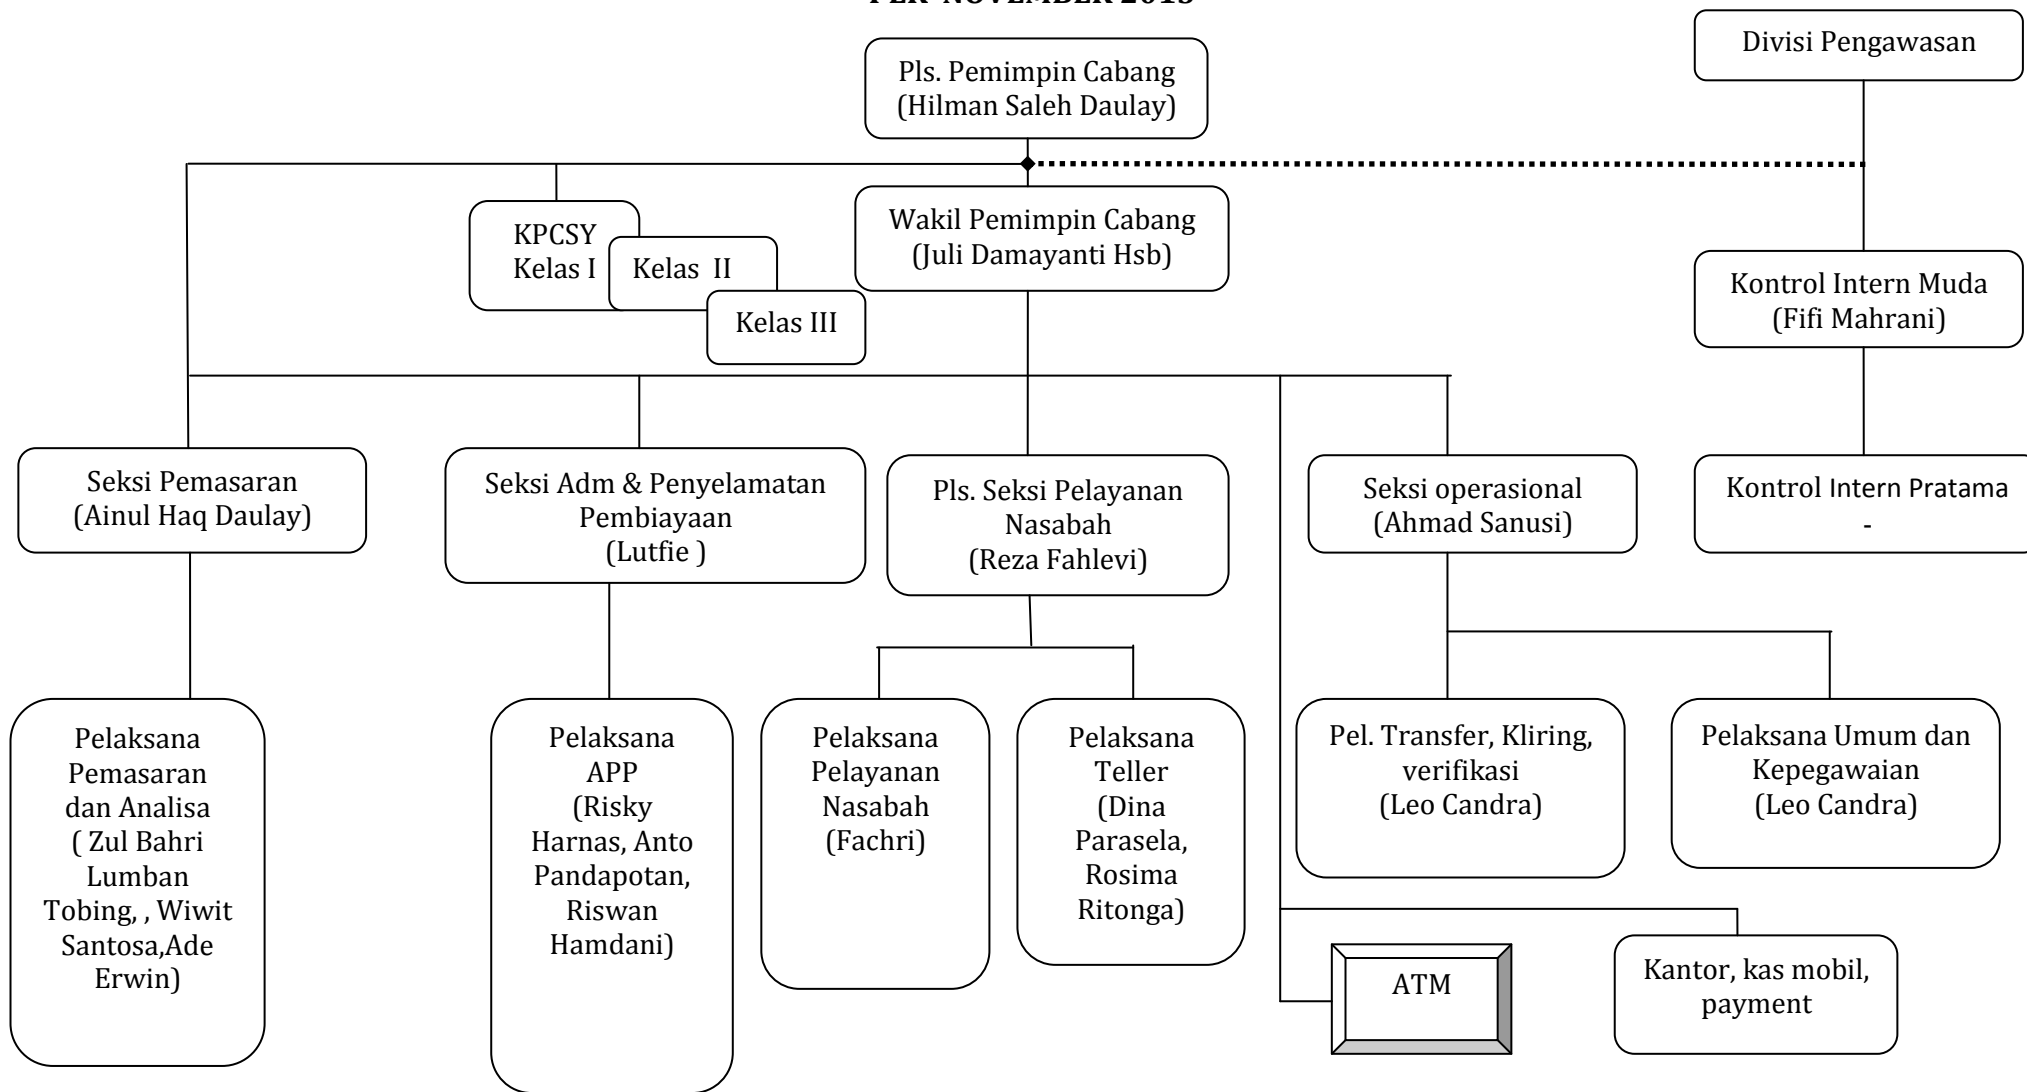 PER NOVEMBER 2013
Divisi Pengawasan
Pls. Pemimpin Cabang
(Hilman Saleh Daulay)
KPCSY
Kelas I
Kelas II
Kelas III
Wakil Pemimpin Cabang
(Juli Damayanti Hsb)
Kontrol Intern Muda
(Fifi Mahrani)
Seksi Pemasaran
(Ainul Haq Daulay)
Seksi Adm & Penyelamatan
Pembiayaan
(Lutfie )
Pls. Seksi Pelayanan
Nasabah
(Reza Fahlevi)
Seksi operasional
(Ahmad Sanusi)
Kontrol Intern Pratama
-
Pelaksana
Pemasaran
dan Analisa
( Zul Bahri
Lumban
Tobing, , Wiwit
Santosa,Ade
Erwin)
Pelaksana
APP
(Risky
Harnas, Anto
Pandapotan,
Riswan
Hamdani)
Pelaksana
Pelayanan
Nasabah
(Fachri)
Pelaksana
Teller
(Dina
Parasela,
Rosima
Ritonga)
Pel. Transfer, Kliring,
verifikasi
(Leo Candra)
Pelaksana Umum dan
Kepegawaian
(Leo Candra)
ATM
Kantor, kas mobil,
payment